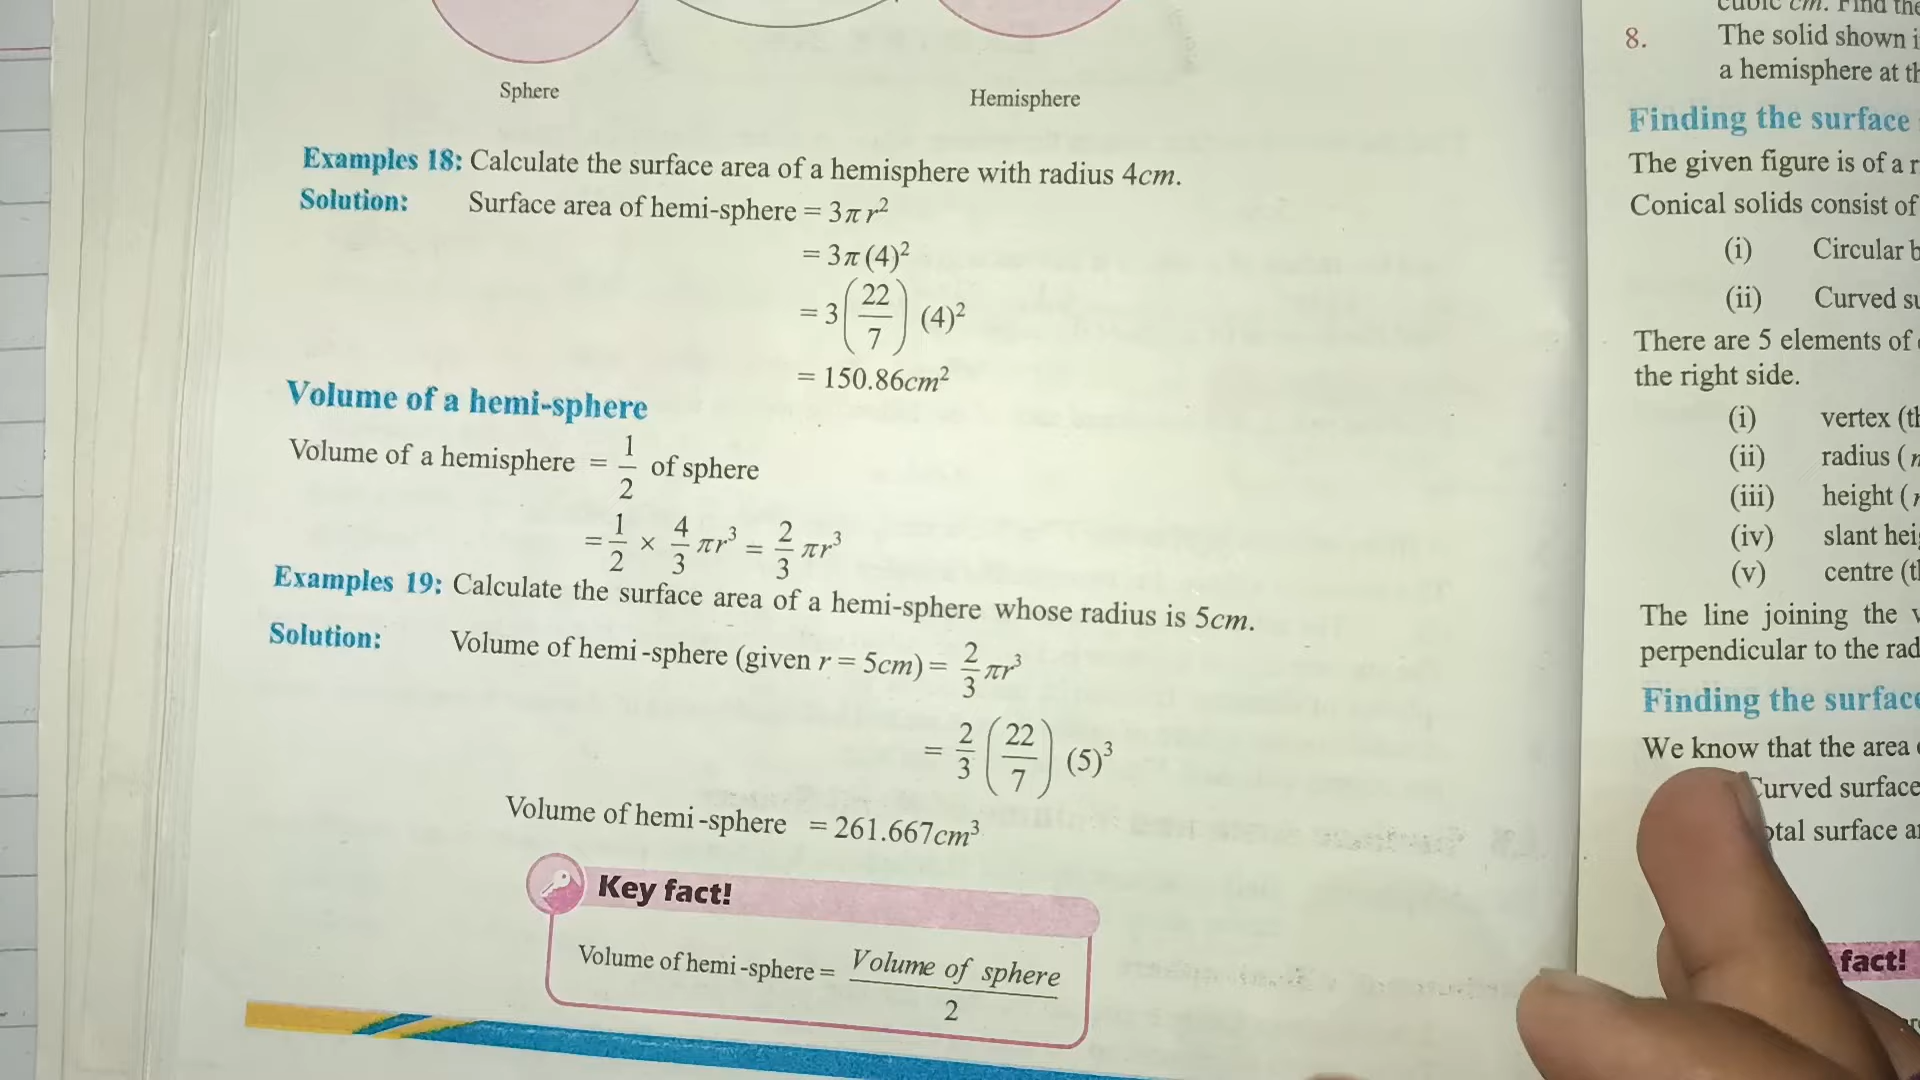 Sphere
Hemisphere
Examples 18: Calculate the surface area of a hemisphere with radius 4cm.
Solution: Surface area of hemi-sphere = 3πr²
= 3π(4)²
= 3(22/7)(4)²
= 150.86cm²
Volume of a hemi-sphere
Volume of a hemisphere = 1/2 of sphere
= 1/2 × 4/3 πr³ = 2/3 πr³
Examples 19: Calculate the surface area of a hemi-sphere whose radius is 5cm.
Solution: Volume of hemi-sphere (given r = 5cm) = 2/3 πr³
= 2/3 (22/7) (5)³
Volume of hemi-sphere = 261.667cm³
Key fact!
Volume of hemi-sphere = Volume of sphere / 2
cubic cm. Find the
8. The solid shown
a hemisphere at
Finding the surface
The given figure is of a
Conical solids consist of
(i) Circular
(ii) Curved
There are 5 elements of
the right side.
(i) vertex
(ii) radius (
(iii) height (
(iv) slant
(v) centre
The line joining the
perpendicular to the
Finding the surface
We know that the area
Curved surface
surface
fact!